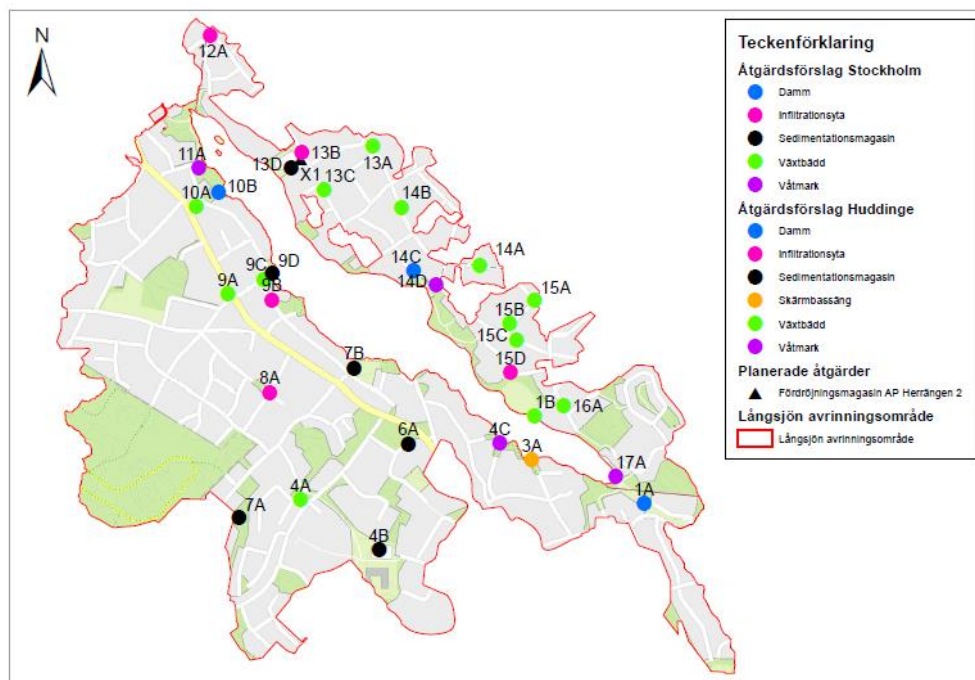 N
12A
11A
13D
13B
13A
X1
13C
10A
10B
14B
9C
9D
9A
9B
14C
14A
14D
15A
15B
15C
7B
15D
8A
1B
16A
6A
4C
3A
17A
4A
1A
7A
4B
Teckenförklaring
Åtgärdsförslag Stockholm
Damm
Infiltrationsyta
Sedimentationsmagasin
Växtbädd
Våtmark
Åtgärdsförslag Huddinge
Damm
Infiltrationsyta
Sedimentationsmagasin
Skärmbassäng
Växtbädd
Våtmark
Planerade åtgärder
Fördröjningsmagasin AP Herrängen 2
Långsjön avrinningsområde
Långsjön avrinningsområde